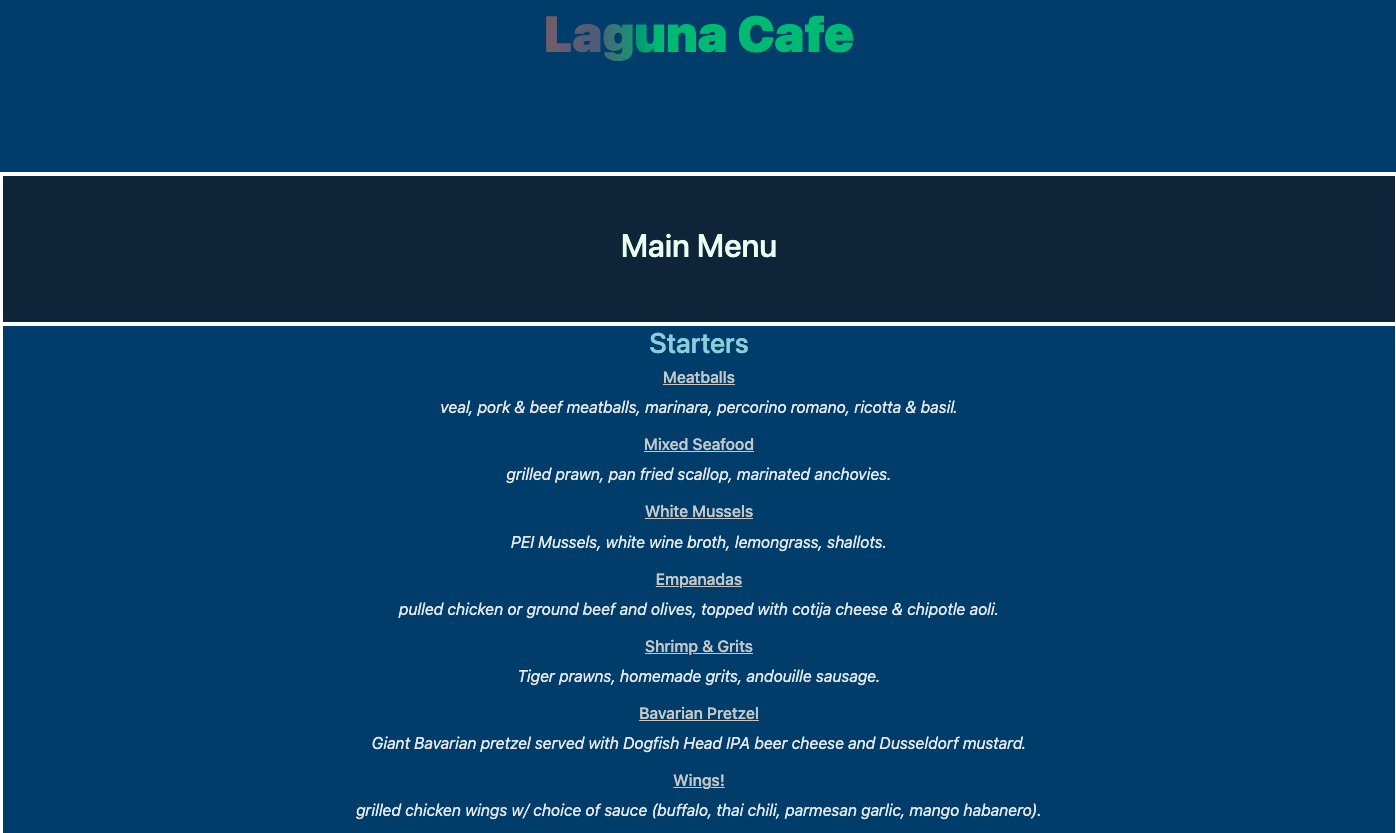 Laguna Cafe
Main Menu
Starters
Meatballs
veal, pork & beef meatballs, marinara, percorino romano, ricotta & basil.
Mixed Seafood
grilled prawn, pan fried scallop, marinated anchovies.
White Mussels
PEI Mussels, white wine broth, lemongrass, shallots.
Empanadas
pulled chicken or ground beef and olives, topped with cotija cheese & chipotle aoli.
Shrimp & Grits
Tiger prawns, homemade grits, andouille sausage.
Bavarian Pretzel
Giant Bavarian pretzel served with Dogfish Head IPA beer cheese and Dusseldorf mustard.
Wings!
grilled chicken wings w/ choice of sauce (buffalo, thai chili, parmesan garlic, mango habanero).